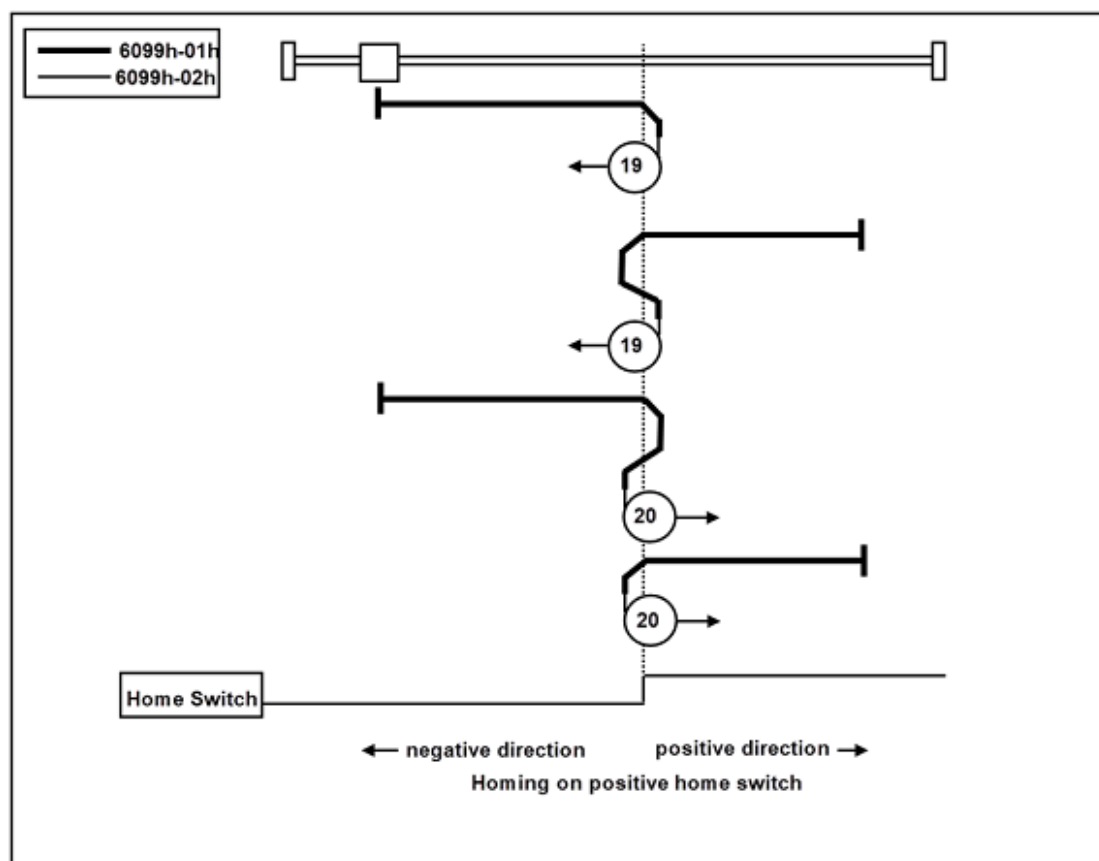 6099h-01h
6099h-02h
19
19
20
20
Home Switch
negative direction positive direction
Homing on positive home switch